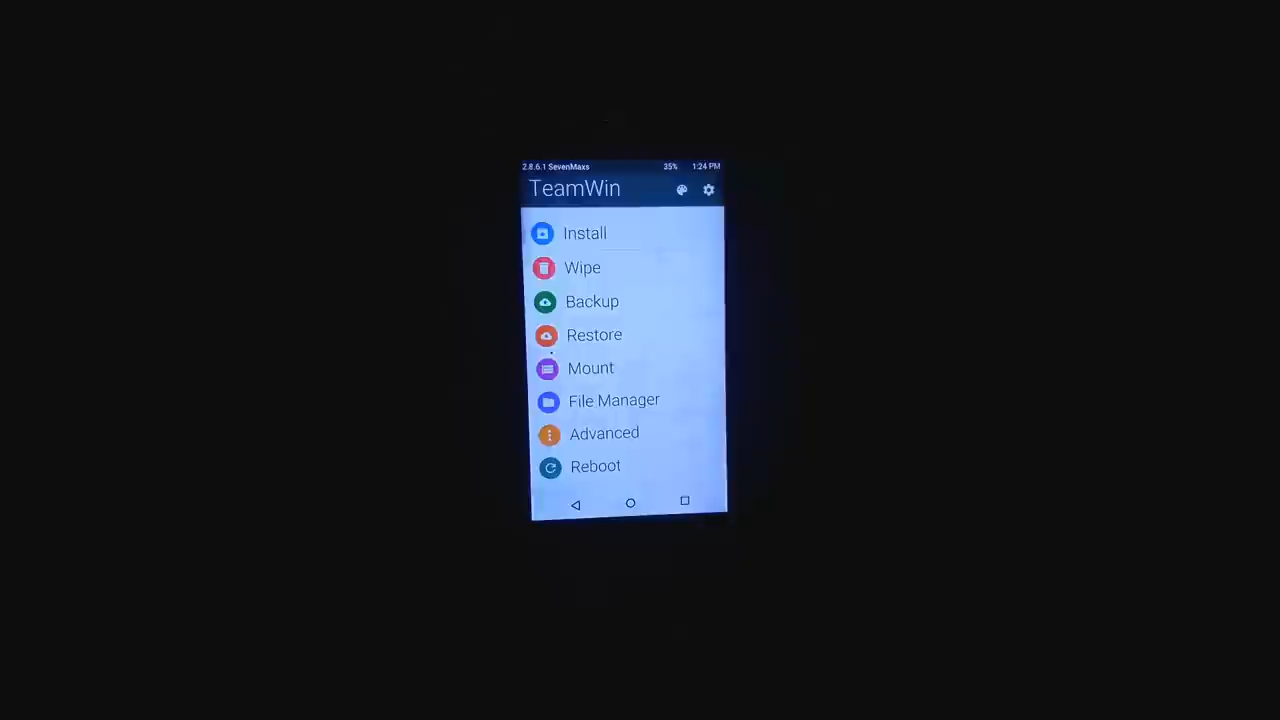 2.8.6.1 SevenMaxs 35% 1:24 PM
TeamWin
Install
Wipe
Backup
Restore
Mount
File Manager
Advanced
Reboot